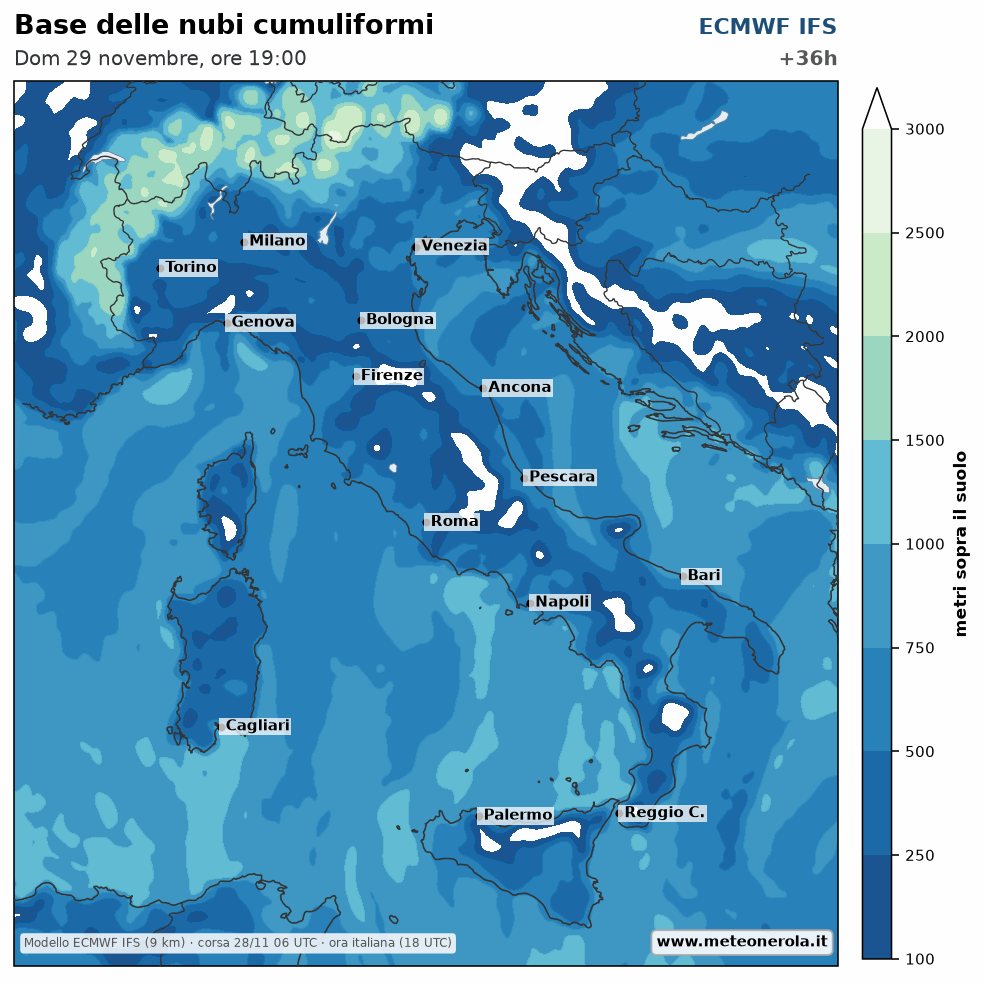 Base delle nubi cumuliformi
ECMWF IFS
Dom 29 novembre, ore 19:00
+36h
Milano
Venezia
Torino
Genova
Bologna
Firenze
Ancona
Pescara
Roma
Bari
Napoli
Cagliari
Palermo
Reggio C.
3000
2500
2000
1500
1000
750
500
250
100
metri sopra il suolo
Modello ECMWF IFS (9 km) · corsa 28/11 06 UTC · ora italiana (18 UTC)
www.meteonerola.it